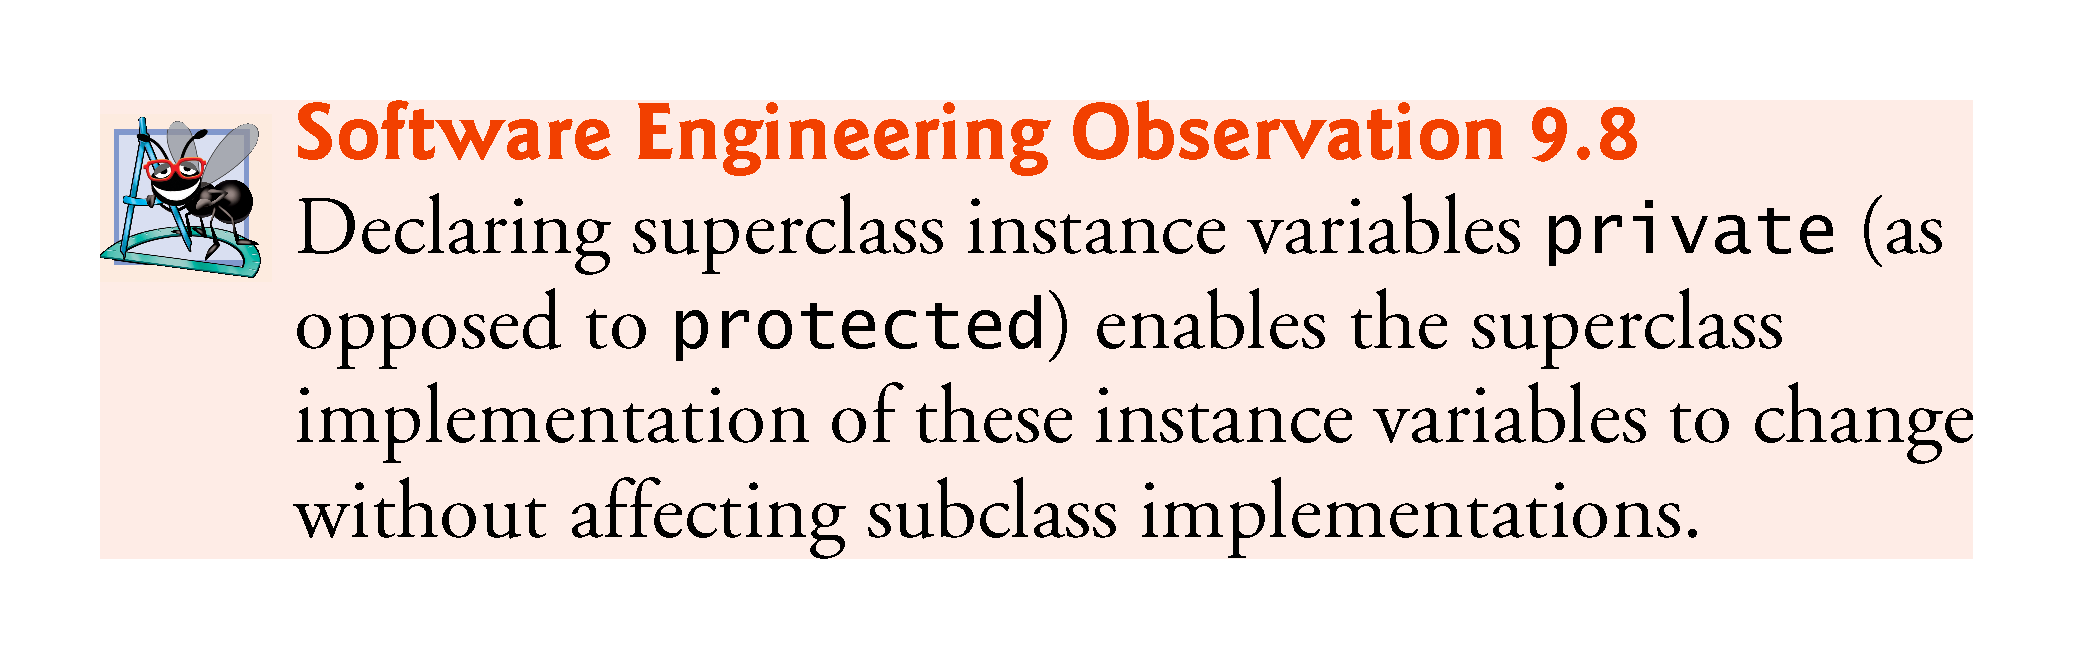 Software Engineering Observation 9.8
Declaring superclass instance variables private (as
opposed to protected) enables the superclass
implementation of these instance variables to change
without affecting subclass implementations.